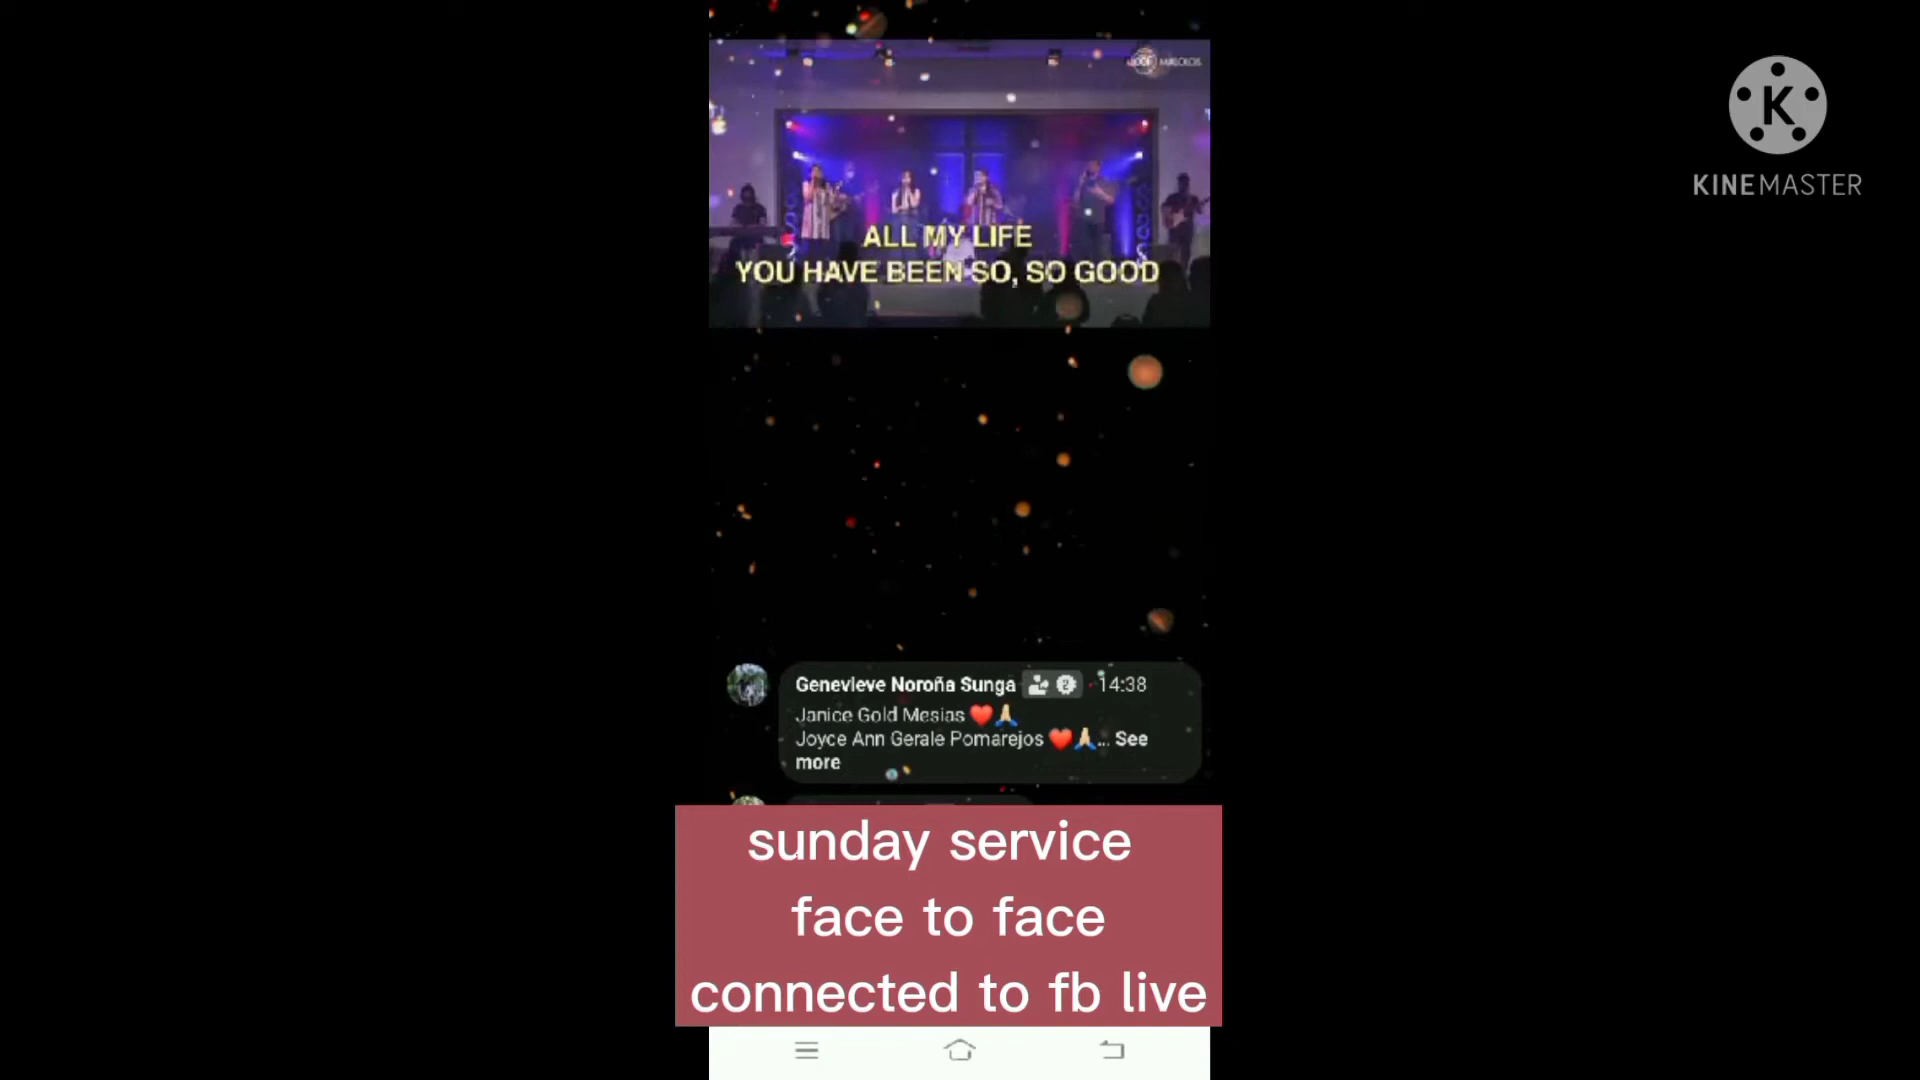 MALOLOS
K
KINEMASTER
ALL MY LIFE
YOU HAVE BEEN SO, SO GOOD
Genevieve Noroña Sunga 14:38
Janice Gold Mesias ❤️🙏
Joyce Ann Gerale Pomarejos ❤️🙏... See
more
sunday service
face to face
connected to fb live